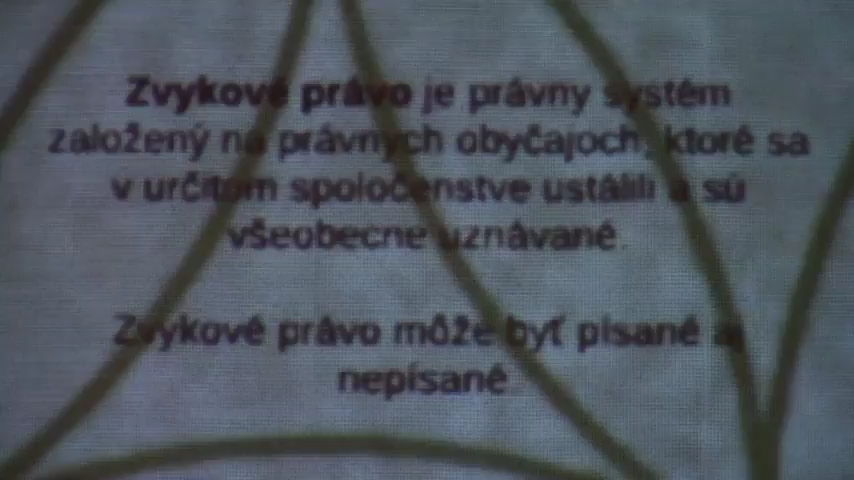 Zvykové právo je právny systém
založený na právnych obyčajoch, ktoré sa
v určitom spoločenstve ustálili a sú
všeobecne uznávané.
Zvykové právo môže byť písané aj
nepísané